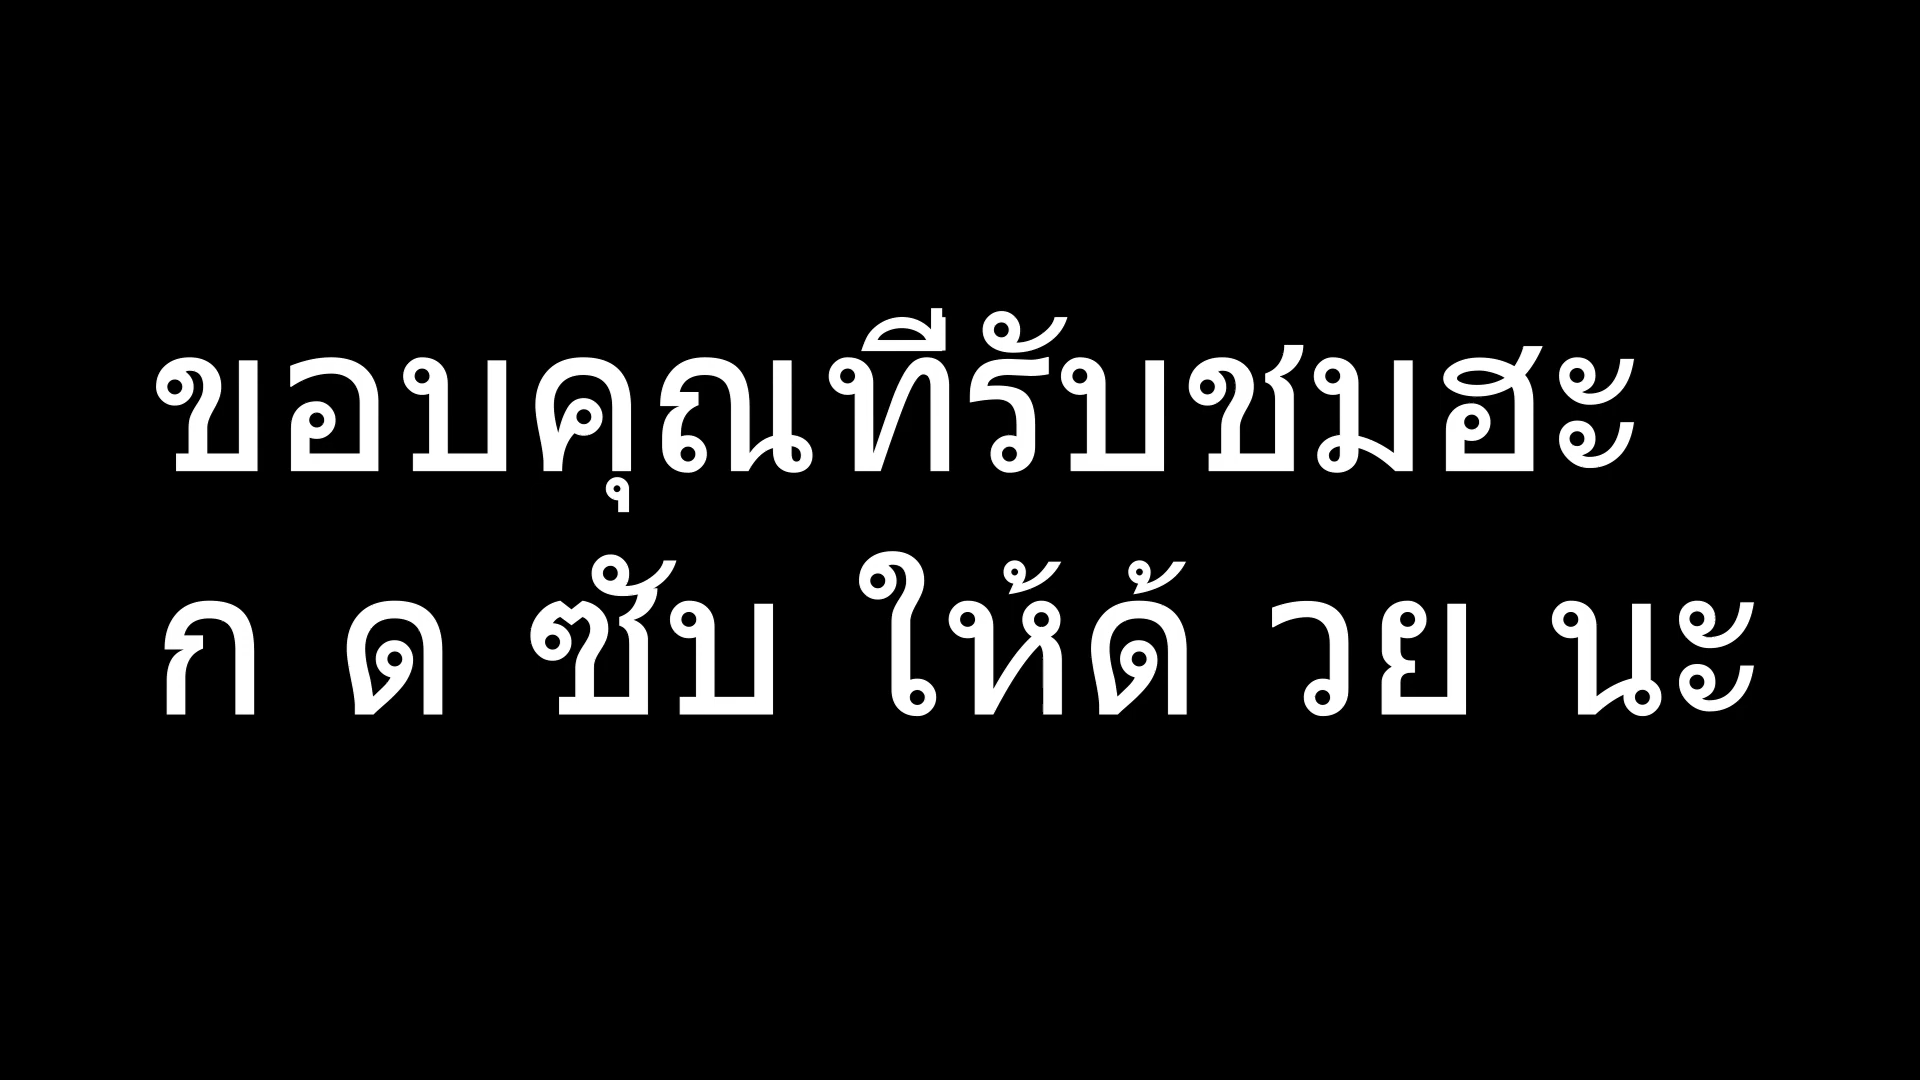 ขอบคุณที่รับชมฮะ
ก ด ซับ ให้ด้ วย นะ